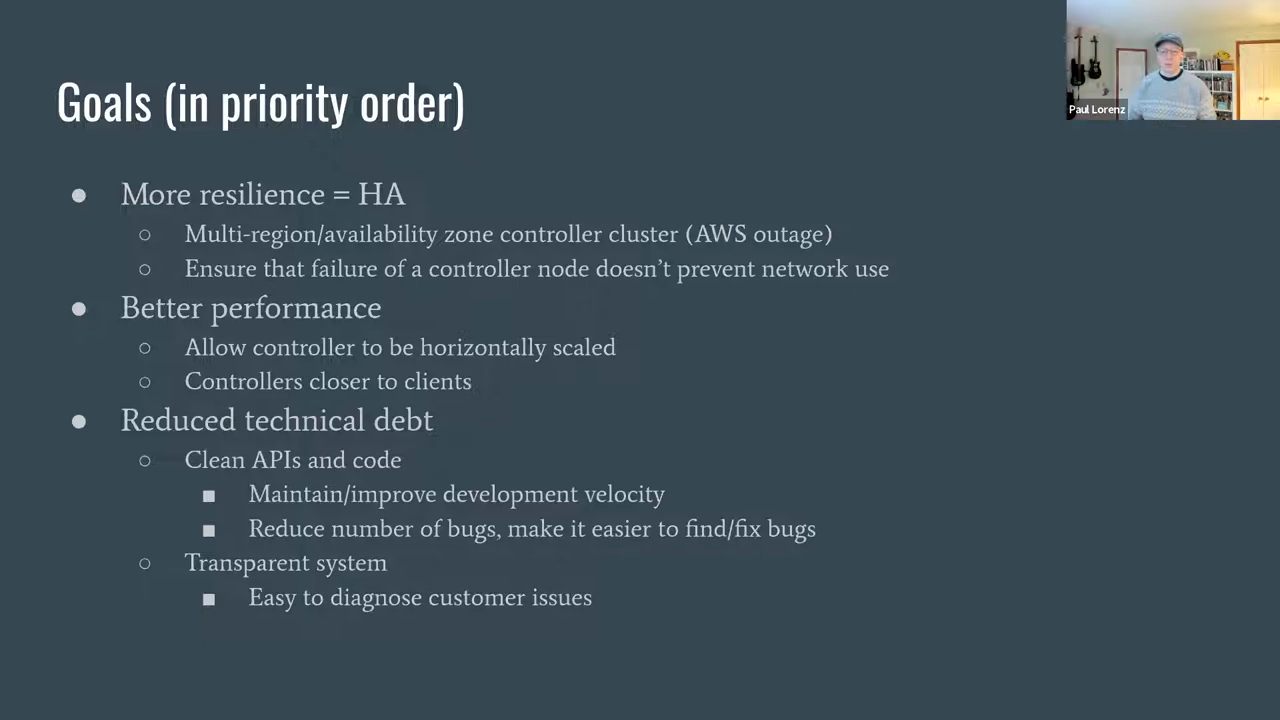 Goals (in priority order)
Paul Lorenz
● More resilience = HA
○ Multi-region/availability zone controller cluster (AWS outage)
○ Ensure that failure of a controller node doesn’t prevent network use
● Better performance
○ Allow controller to be horizontally scaled
○ Controllers closer to clients
● Reduced technical debt
○ Clean APIs and code
■ Maintain/improve development velocity
■ Reduce number of bugs, make it easier to find/fix bugs
○ Transparent system
■ Easy to diagnose customer issues